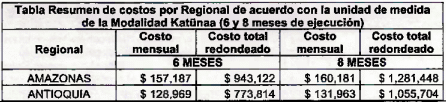 Tabla Resumen de costos por Regional de acuerdo con la unidad de medida
de la Modalidad Katünaa (6 y 8 meses de ejecución)
Regional Costo mensual Costo total redondeado Costo mensual Costo total redondeado
6 MESES 8 MESES
AMAZONAS $ 157,187 $ 943,122 $ 160,181 $ 1,281,448
ANTIOQUIA $ 128,969 $ 773,814 $ 131,963 $ 1,055,704